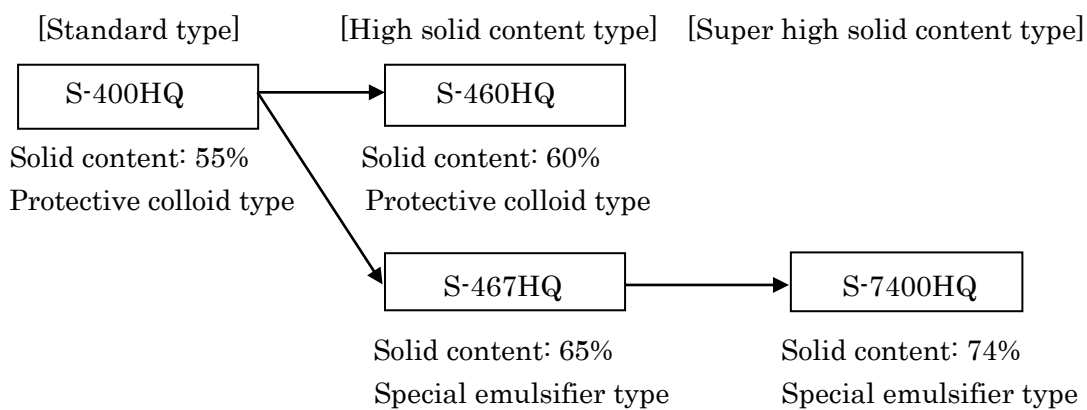 [Standard type] [High solid content type] [Super high solid content type]
S-400HQ S-460HQ
Solid content: 55% Solid content: 60%
Protective colloid type Protective colloid type
S-467HQ S-7400HQ
Solid content: 65% Solid content: 74%
Special emulsifier type Special emulsifier type